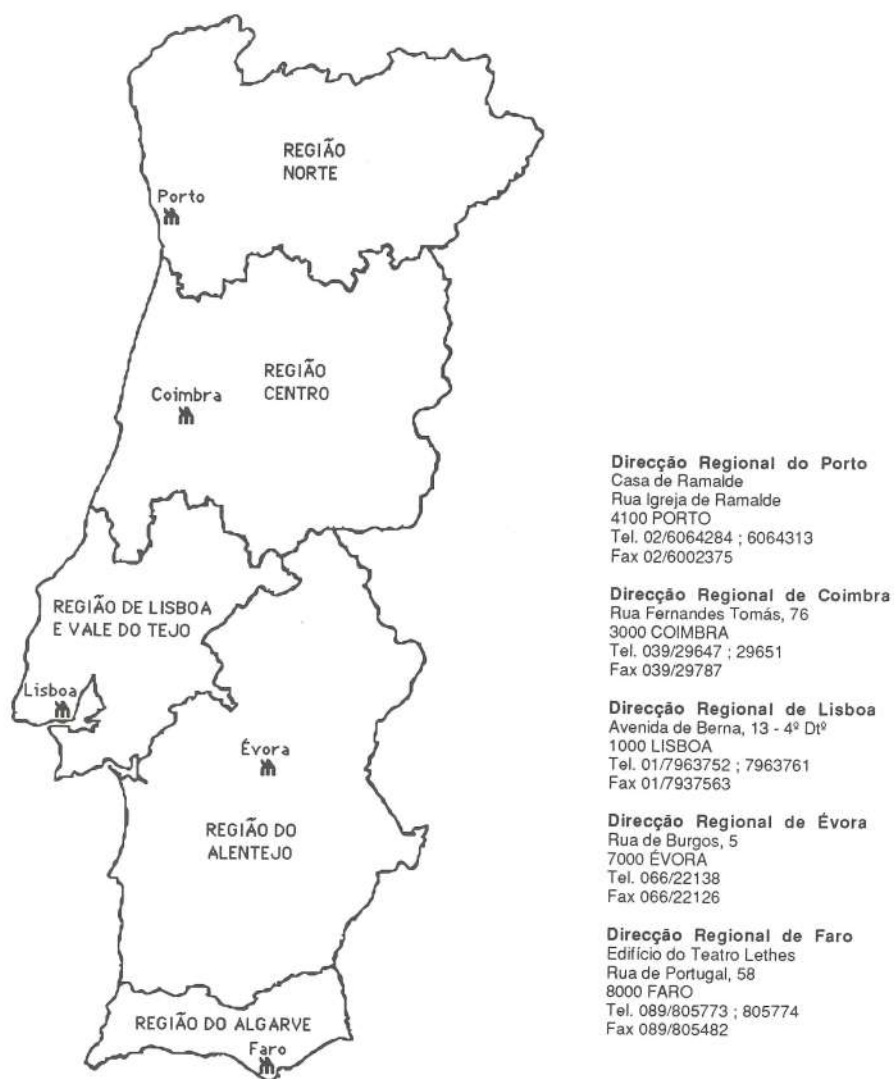 REGIÃO
NORTE
Porto
REGIÃO
CENTRO
Coimbra
REGIÃO DE LISBOA
E VALE DO TEJO
Lisboa
Évora
REGIÃO DO
ALENTEJO
REGIÃO DO ALGARVE
Faro
Direcção Regional do Porto
Casa de Ramalde
Rua Igreja de Ramalde
4100 PORTO
Tel. 02/6064284 ; 6064313
Fax 02/6002375
Direcção Regional de Coimbra
Rua Fernandes Tomás, 76
3000 COIMBRA
Tel. 039/29647 ; 29651
Fax 039/29787
Direcção Regional de Lisboa
Avenida de Berna, 13 - 4º Dtº
1000 LISBOA
Tel. 01/7963752 ; 7963761
Fax 01/7937563
Direcção Regional de Évora
Rua de Burgos, 5
7000 ÉVORA
Tel. 066/22138
Fax 066/22126
Direcção Regional de Faro
Edifício do Teatro Lethes
Rua de Portugal, 58
8000 FARO
Tel. 089/805773 ; 805774
Fax 089/805482